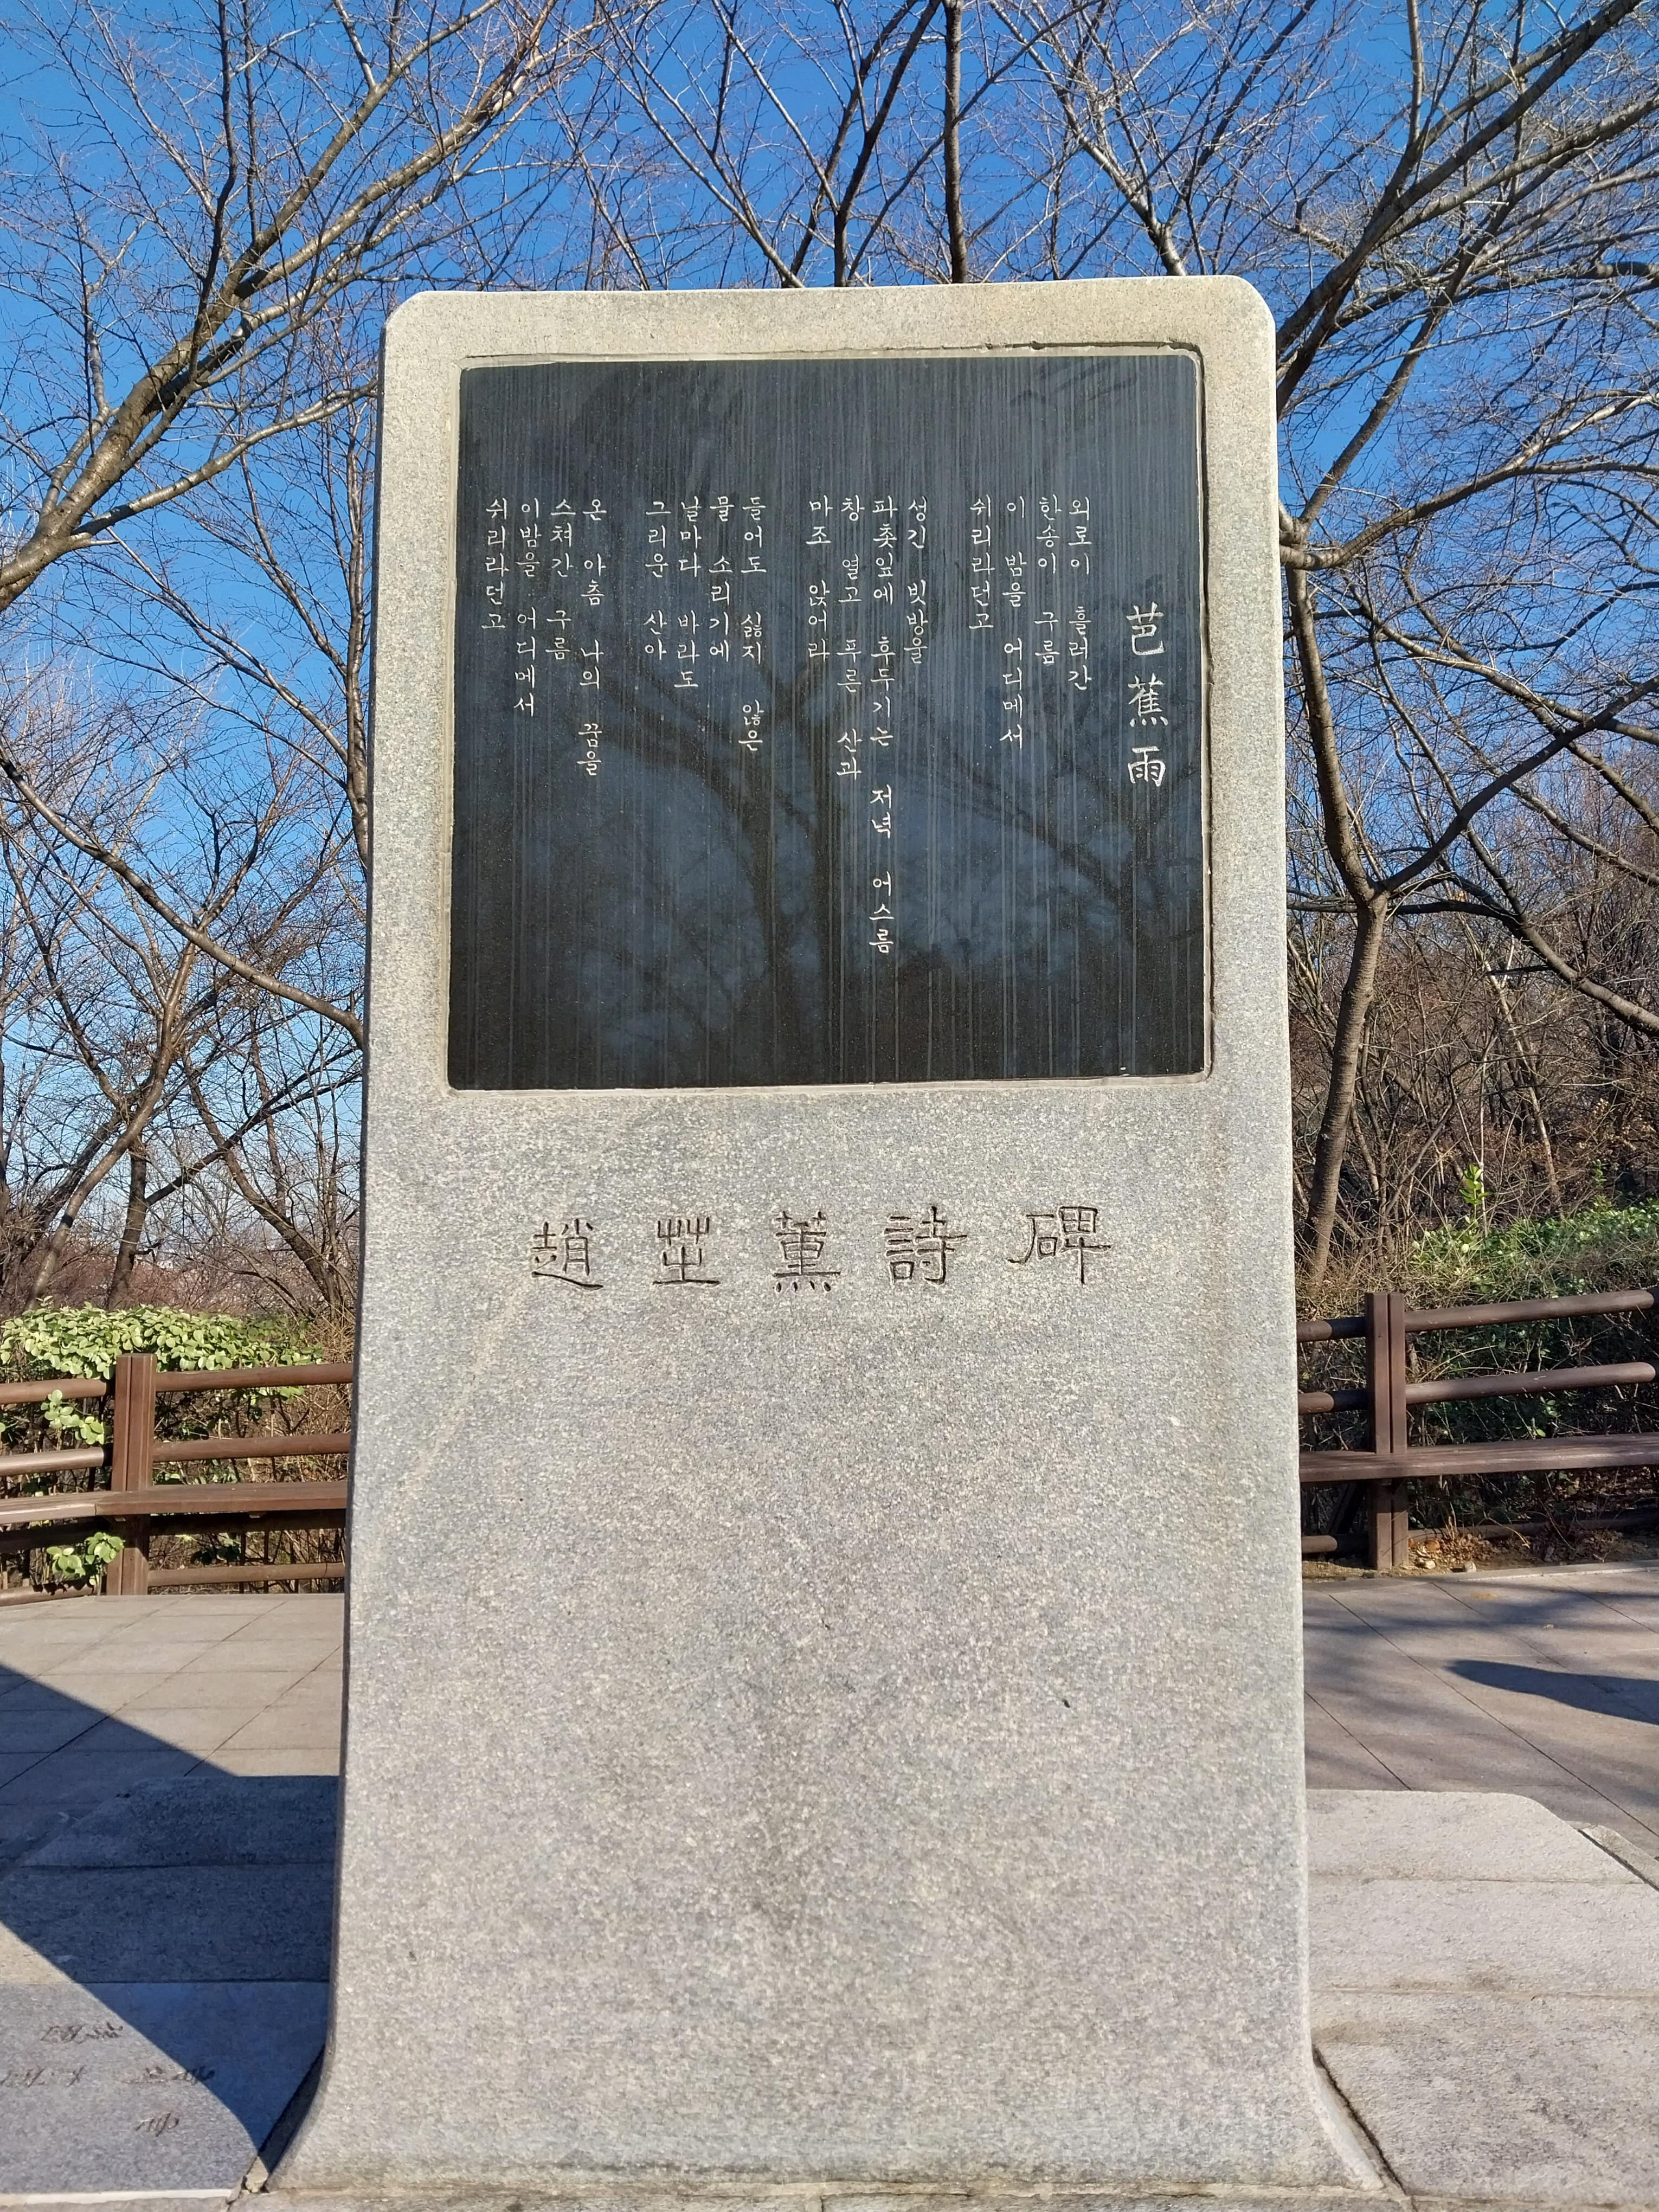 芭蕉雨
외로이 흘러간
한송이 구름
이 밤을 어디메서
쉬리라던고
성긴 빗방울
파촛잎에 후두기는 저녁 어스름
창 열고 푸른 산과
마조 앉어라
들어도 싫지 않은
물 소리기에
날마다 바라도
그리운 산아
온 아츰 나의 꿈을
스쳐간 구름
이밤을 어디메서
쉬리라던고
趙芝薰詩碑